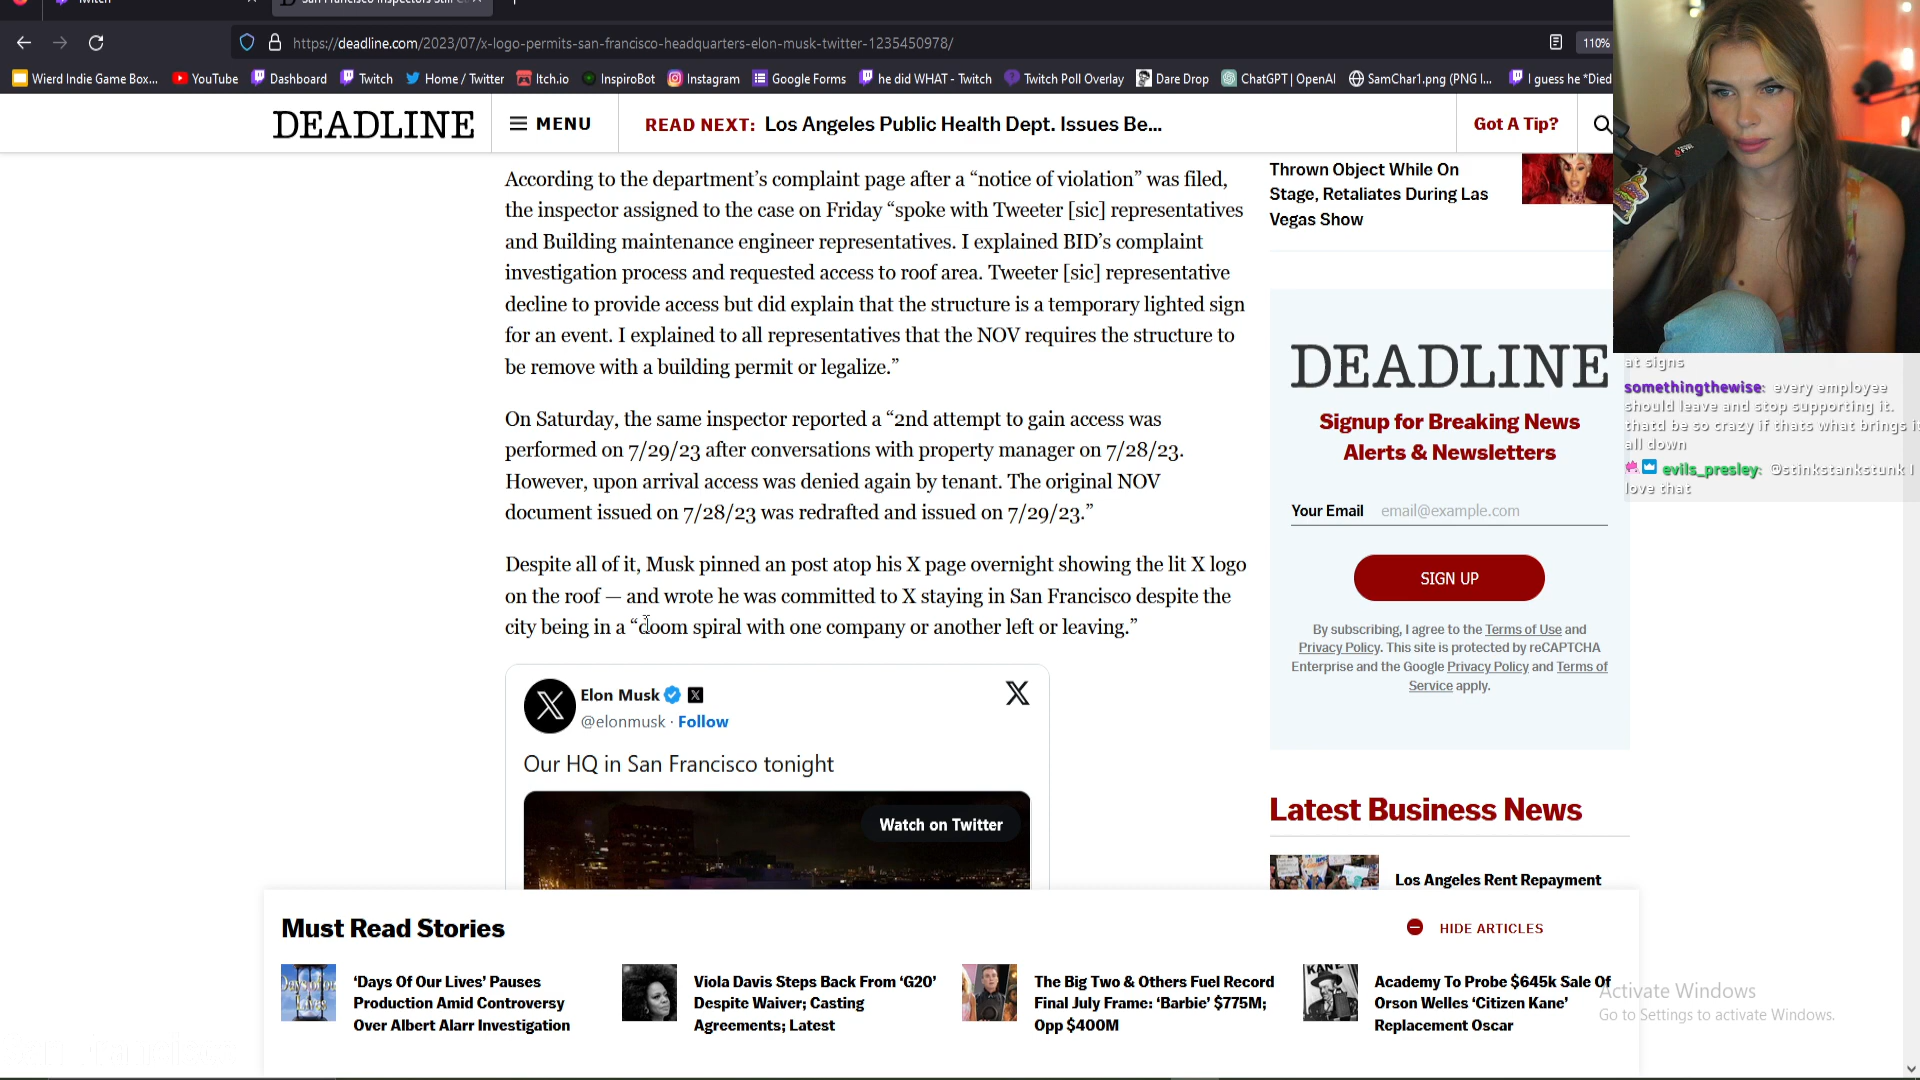 Twitch
San Francisco Inspectors Still
https://deadline.com/2023/07/x-logo-permits-san-francisco-headquarters-elon-musk-twitter-1235450978/
110%
Wierd Indie Game Box...
YouTube
Dashboard
Twitch
Home / Twitter
Itch.io
InspiroBot
Instagram
Google Forms
he did WHAT - Twitch
Twitch Poll Overlay
Dare Drop
ChatGPT | OpenAI
SamChar1.png (PNG I...
I guess he *Died
DEADLINE
MENU
READ NEXT: Los Angeles Public Health Dept. Issues Be...
Got A Tip?
According to the department’s complaint page after a “notice of violation” was filed,
the inspector assigned to the case on Friday “spoke with Tweeter [sic] representatives
and Building maintenance engineer representatives. I explained BID’s complaint
investigation process and requested access to roof area. Tweeter [sic] representative
decline to provide access but did explain that the structure is a temporary lighted sign
for an event. I explained to all representatives that the NOV requires the structure to
be remove with a building permit or legalize.”
On Saturday, the same inspector reported a “2nd attempt to gain access was
performed on 7/29/23 after conversations with property manager on 7/28/23.
However, upon arrival access was denied again by tenant. The original NOV
document issued on 7/28/23 was redrafted and issued on 7/29/23.”
Despite all of it, Musk pinned an post atop his X page overnight showing the lit X logo
on the roof — and wrote he was committed to X staying in San Francisco despite the
city being in a “doom spiral with one company or another left or leaving.”
Elon Musk
@elonmusk · Follow
Our HQ in San Francisco tonight
Watch on Twitter
Thrown Object While On
Stage, Retaliates During Las
Vegas Show
DEADLINE
Signup for Breaking News
Alerts & Newsletters
Your Email email@example.com
SIGN UP
By subscribing, I agree to the Terms of Use and
Privacy Policy. This site is protected by reCAPTCHA
Enterprise and the Google Privacy Policy and Terms of
Service apply.
Latest Business News
Los Angeles Rent Repayment
at signs
somethingthewise: every employee
should leave and stop supporting it.
thatd be so crazy if thats what brings i
all down
evils_presley: @stinkstankstunk I
love that
Must Read Stories
HIDE ARTICLES
‘Days Of Our Lives’ Pauses
Production Amid Controversy
Over Albert Alarr Investigation
Viola Davis Steps Back From ‘G20’
Despite Waiver; Casting
Agreements; Latest
The Big Two & Others Fuel Record
Final July Frame: ‘Barbie’ $775M;
Opp $400M
KANE
Academy To Probe $645k Sale Of
Orson Welles ‘Citizen Kane’
Replacement Oscar
Activate Windows
Go to Settings to activate Windows.